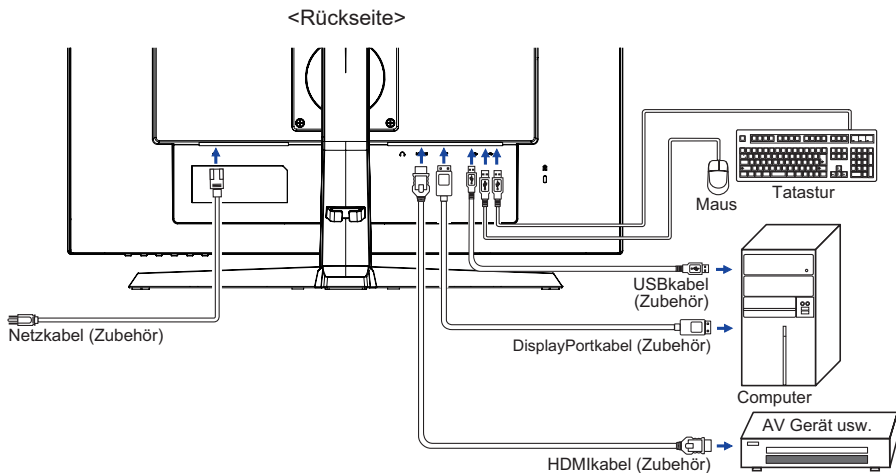 <Rückseite>
Tatastur
Maus
USBkabel
(Zubehör)
Netzkabel (Zubehör)
DisplayPortkabel (Zubehör)
Computer
AV Gerät usw.
HDMIkabel (Zubehör)